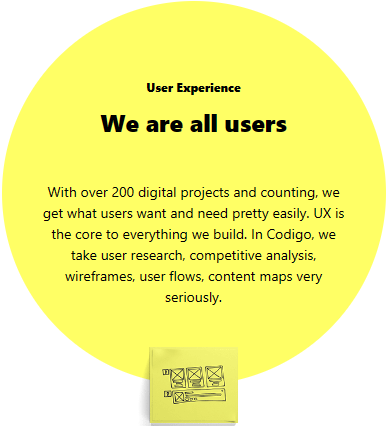 User Experience
We are all users
With over 200 digital projects and counting, we
get what users want and need pretty easily. UX is
the core to everything we build. In Codigo, we
take user research, competitive analysis,
wireframes, user flows, content maps very
seriously.